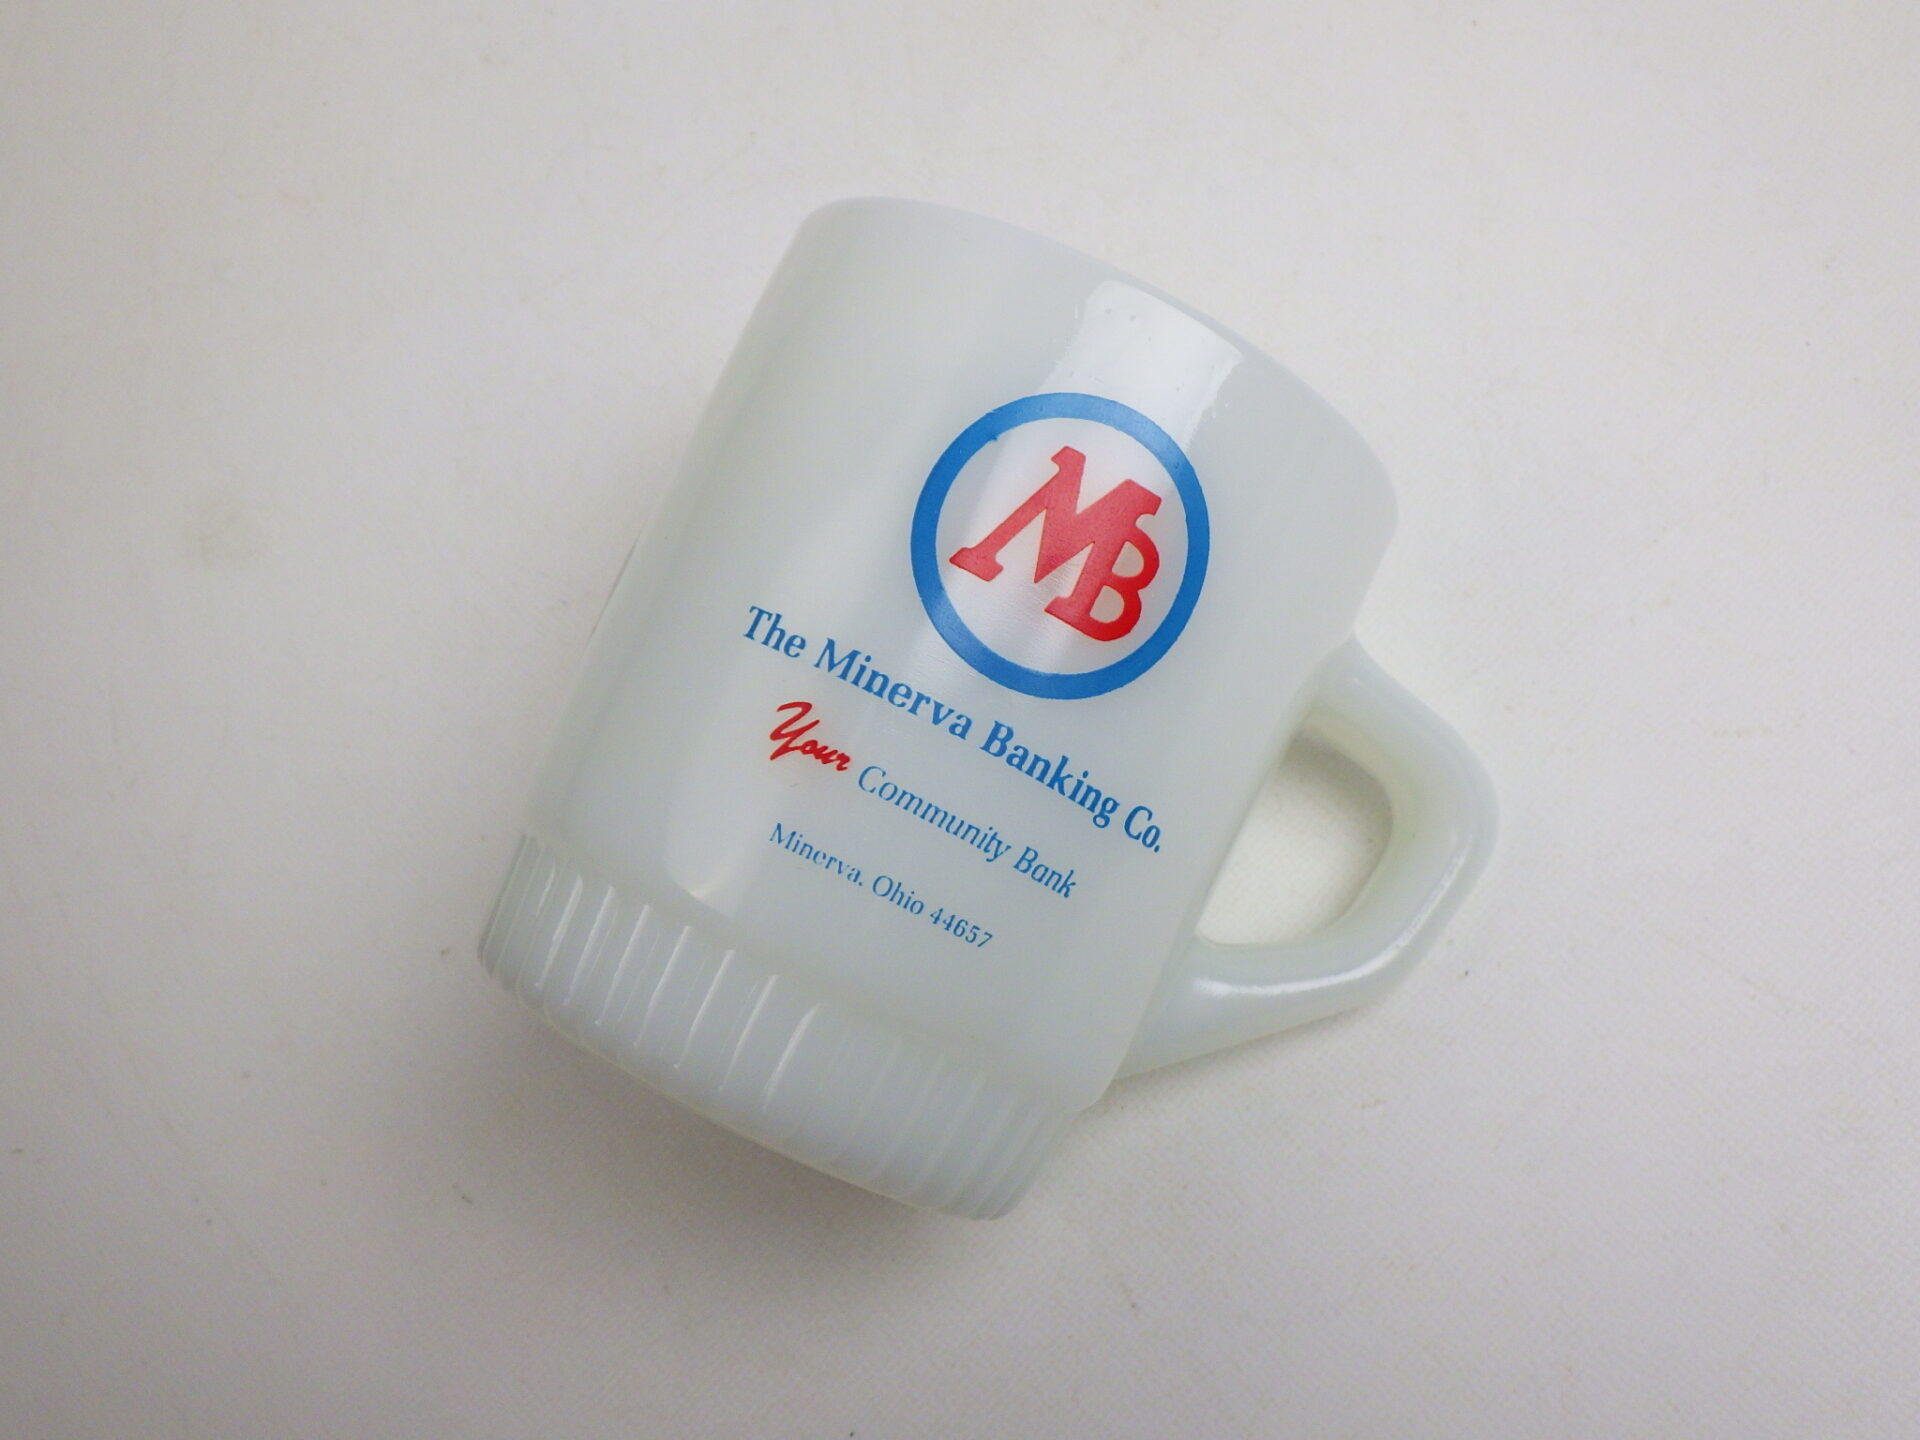 MB
The Minerva Banking Co.
Your Community Bank
Minerva, Ohio 44657